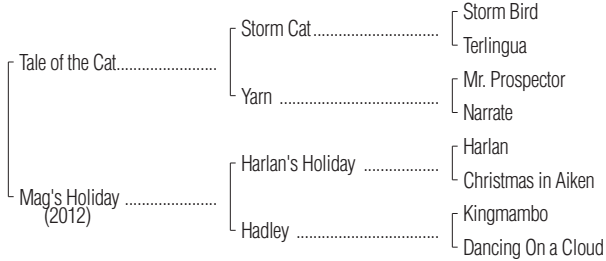 Storm Bird
Storm Cat
Terlingua
Tale of the Cat
Mr. Prospector
Yarn
Narrate
Harlan
Harlan's Holiday
Christmas in Aiken
Mag's Holiday
(2012)
Kingmambo
Hadley
Dancing On a Cloud